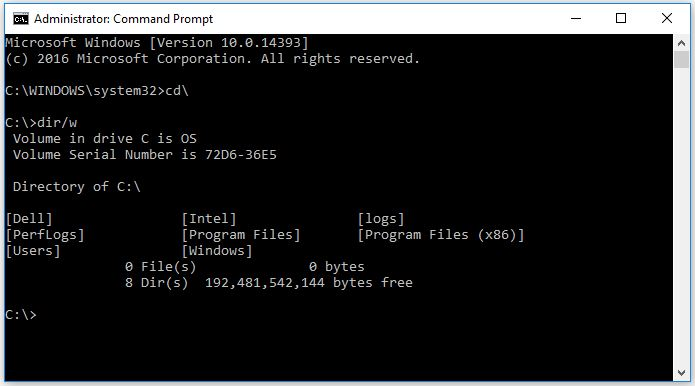 Administrator: Command Prompt
Microsoft Windows [Version 10.0.14393]
(c) 2016 Microsoft Corporation. All rights reserved.
C:\WINDOWS\system32>cd\
C:\>dir/w
Volume in drive C is OS
Volume Serial Number is 72D6-36E5
Directory of C:\
[Dell] [Intel] [logs]
[PerfLogs] [Program Files] [Program Files (x86)]
[Users] [Windows]
0 File(s) 0 bytes
8 Dir(s) 192,481,542,144 bytes free
C:\>